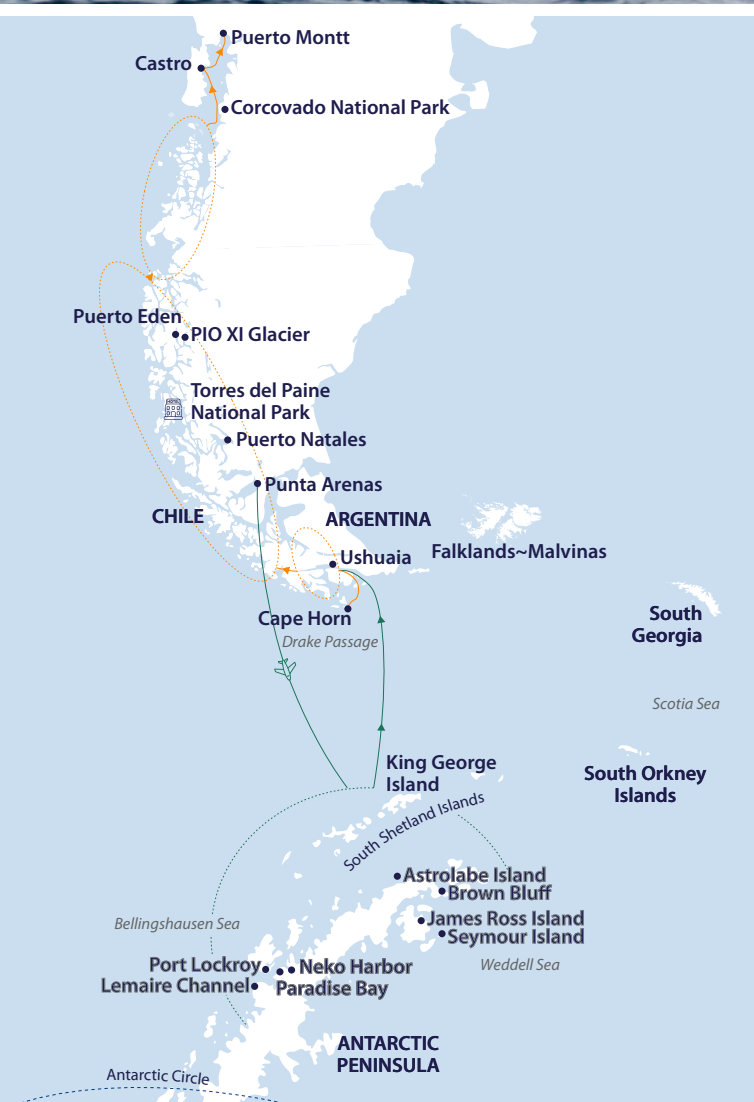 Puerto Montt
Castro
Corcovado National Park
Puerto Eden
PIO XI Glacier
Torres del Paine
National Park
Puerto Natales
Punta Arenas
CHILE
ARGENTINA
Falklands~Malvinas
Ushuaia
Cape Horn
Drake Passage
South
Georgia
Scotia Sea
King George
Island
South Orkney
Islands
South Shetland Islands
Astrolabe Island
Brown Bluff
James Ross Island
Seymour Island
Bellingshausen Sea
Weddell Sea
Port Lockroy
Neko Harbor
Lemaire Channel
Paradise Bay
ANTARCTIC
PENINSULA
Antarctic Circle